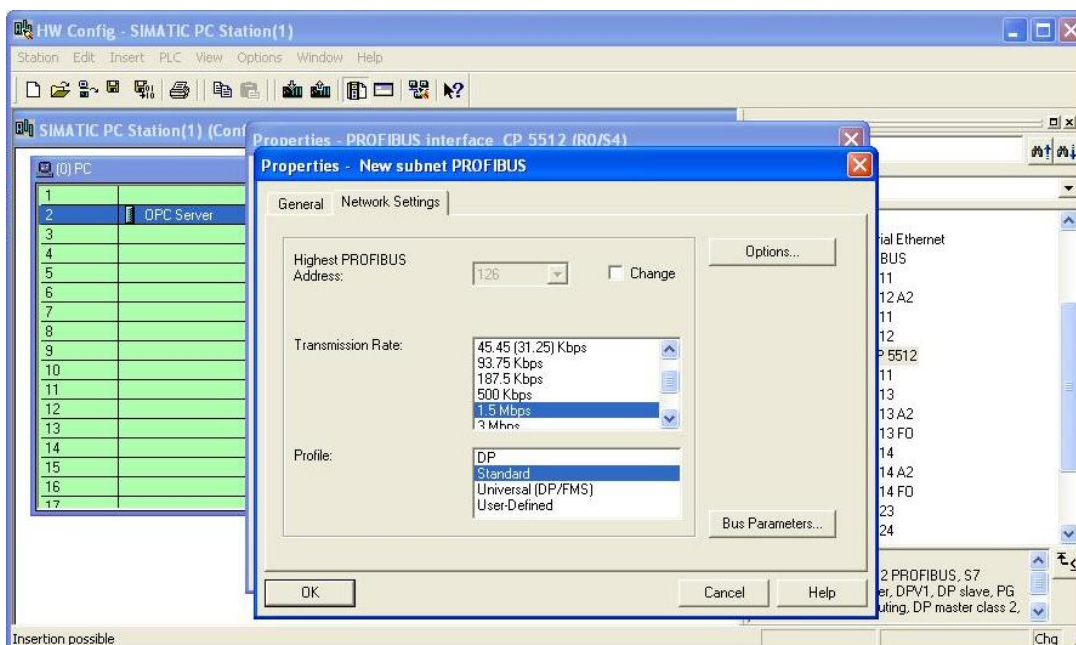 HW Config - SIMATIC PC Station(1)
Station Edit Insert PLC View Options Window Help
SIMATIC PC Station(1) (Conf
(0) PC
1
2 OPC Server
3
4
5
6
7
8
9
10
11
12
13
14
15
16
17
Properties - PROFIBUS interface CP 5512 (R0/S4)
Properties - New subnet PROFIBUS
General Network Settings
Highest PROFIBUS
Address:
126
Change
Options...
Transmission Rate:
45.45 (31.25) Kbps
93.75 Kbps
187.5 Kbps
500 Kbps
1.5 Mbps
3 Mbps
Profile:
DP
Standard
Universal (DP/FMS)
User-Defined
Bus Parameters...
OK Cancel Help
ial Ethernet
BUS
11
12 A2
11
12
P 5512
11
13
13 A2
13 FO
14
14 A2
14 FO
23
24
2 PROFIBUS, S7
er, DPV1, DP slave, PG
uting, DP master class 2,
Insertion possible
Chg